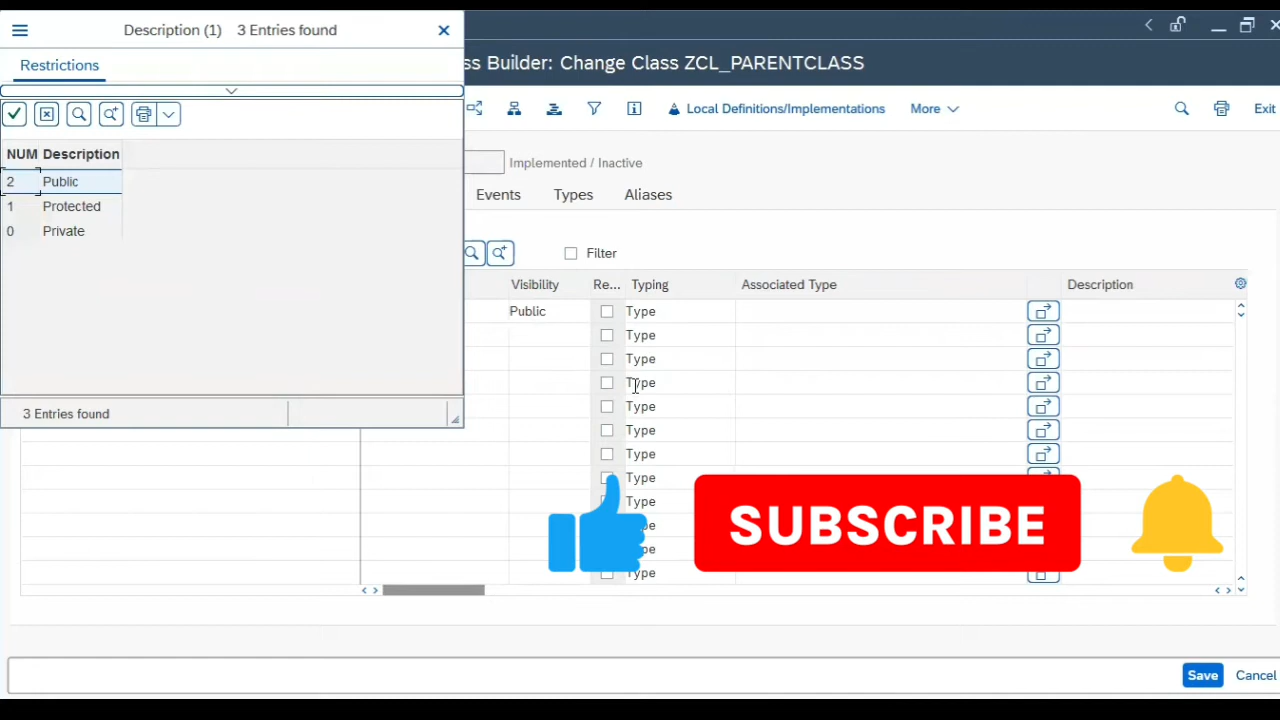 Description (1) 3 Entries found
Restrictions
NUM Description
2 Public
1 Protected
0 Private
3 Entries found
ss Builder: Change Class ZCL_PARENTCLASS
Local Definitions/Implementations More Exit
Implemented / Inactive
Events Types Aliases
Filter
Visibility Re... Typing Associated Type Description
Public Type
Type
Type
Type
Type
Type
Type
Type
Type
SUBSCRIBE
Type
Save Cancel